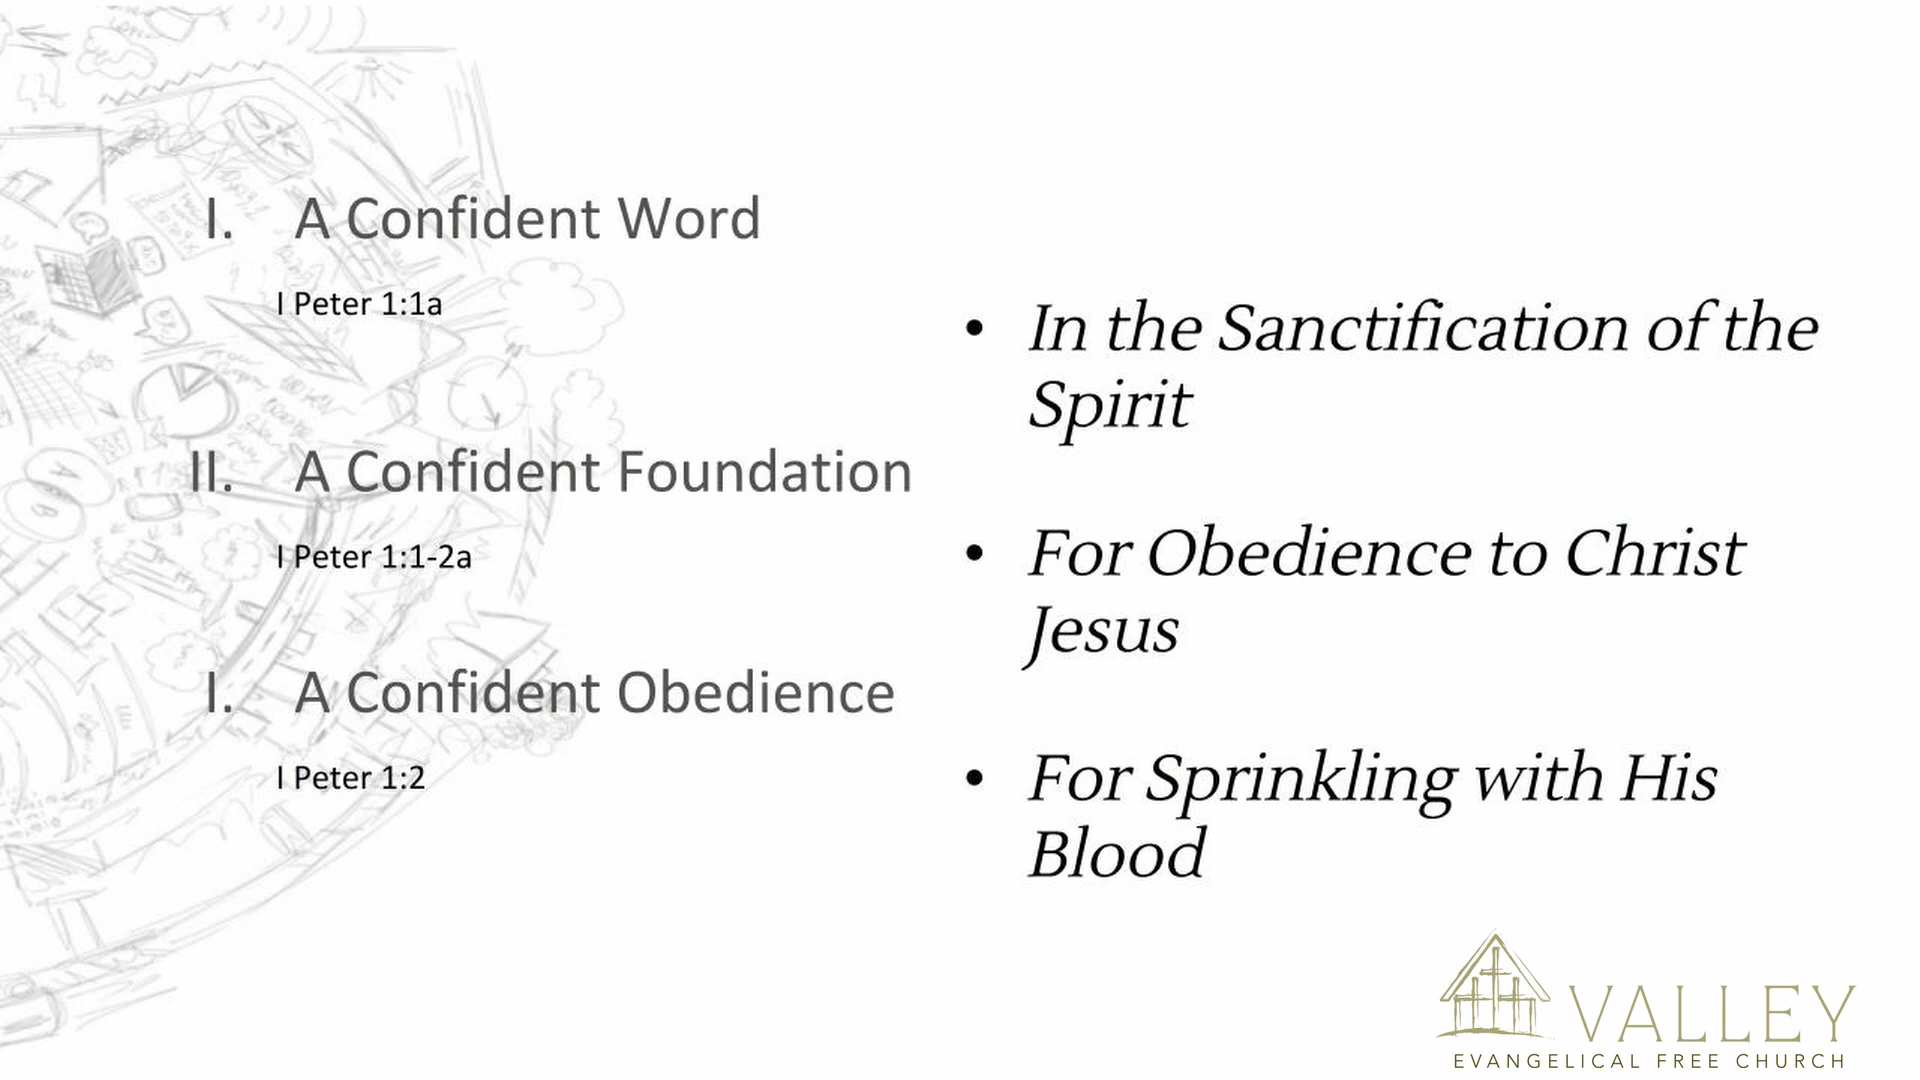 I. A Confident Word
I Peter 1:1a
II. A Confident Foundation
I Peter 1:1-2a
I. A Confident Obedience
I Peter 1:2
• In the Sanctification of the
Spirit
• For Obedience to Christ
Jesus
• For Sprinkling with His
Blood
VALLEY
EVANGELICAL FREE CHURCH